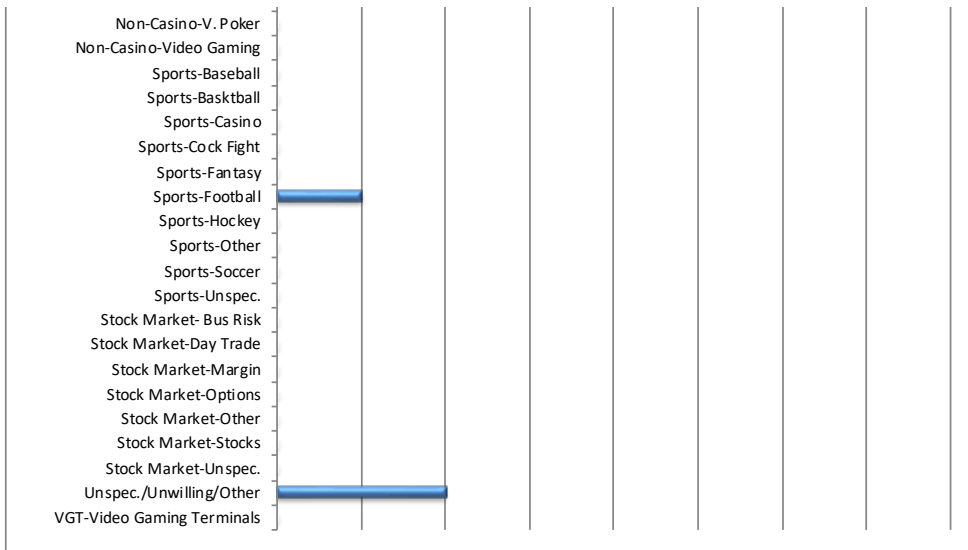 Non-Casino-V. Poker
Non-Casino-Video Gaming
Sports-Baseball
Sports-Basktball
Sports-Casino
Sports-Cock Fight
Sports-Fantasy
Sports-Football
Sports-Hockey
Sports-Other
Sports-Soccer
Sports-Unspec.
Stock Market- Bus Risk
Stock Market-Day Trade
Stock Market-Margin
Stock Market-Options
Stock Market-Other
Stock Market-Stocks
Stock Market-Unspec.
Unspec./Unwilling/Other
VGT-Video Gaming Terminals